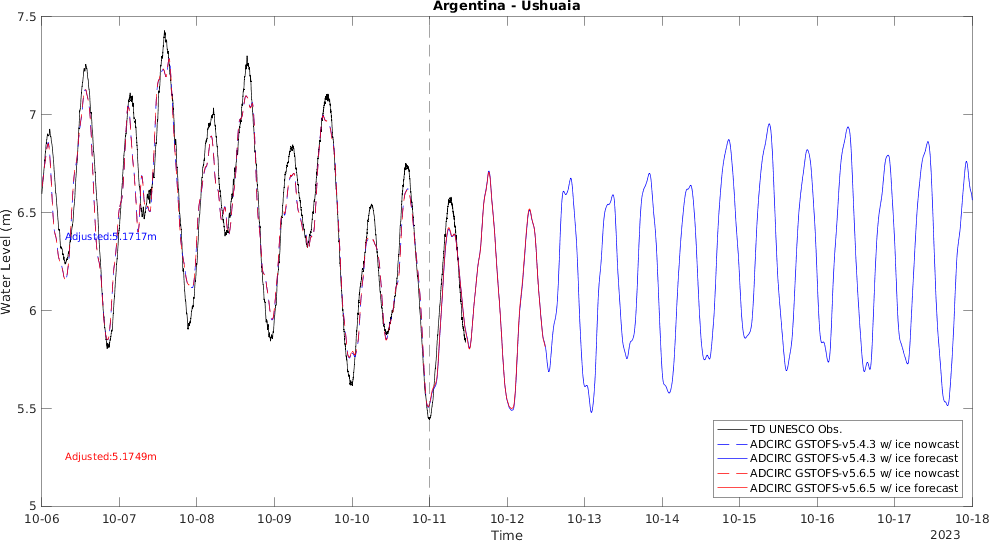 Argentina - Ushuaia
7.5
7
6.5
6
5.5
5
Water Level (m)
Adjusted:5.1717m
Adjusted:5.1749m
TD UNESCO Obs.
ADCIRC GSTOFS-v5.4.3 w/ ice nowcast
ADCIRC GSTOFS-v5.4.3 w/ ice forecast
ADCIRC GSTOFS-v5.6.5 w/ ice nowcast
ADCIRC GSTOFS-v5.6.5 w/ ice forecast
10-06 10-07 10-08 10-09 10-10 10-11 10-12 10-13 10-14 10-15 10-16 10-17 10-18
Time
2023